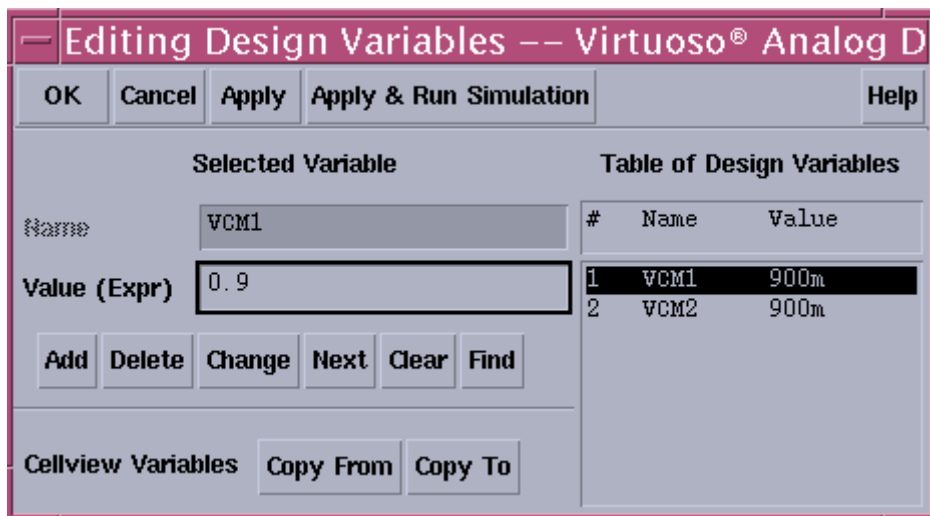 Editing Design Variables -- Virtuoso® Analog D
OK Cancel Apply Apply & Run Simulation Help
Selected Variable Table of Design Variables
Name VCM1 # Name Value
Value (Expr) 0.9 1 VCM1 900m
2 VCM2 900m
Add Delete Change Next Clear Find
Cellview Variables Copy From Copy To